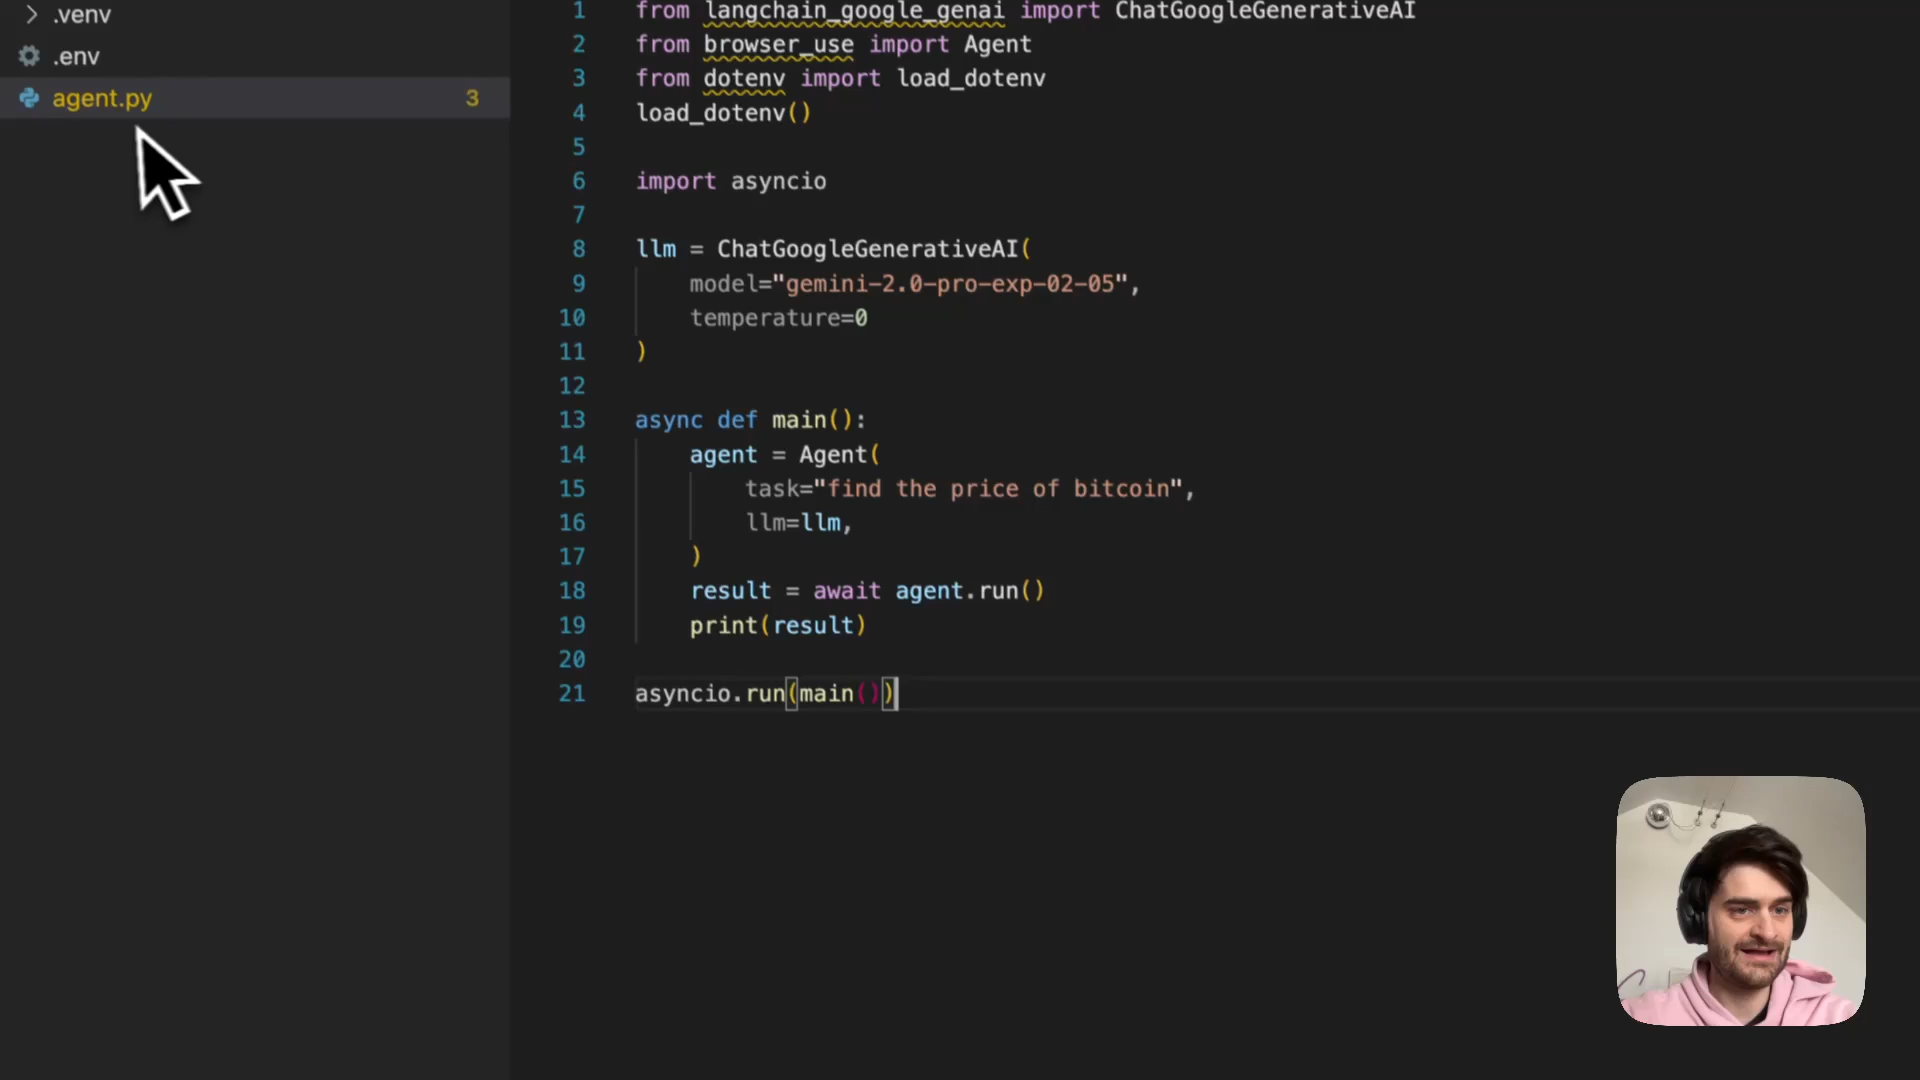 .venv
.env
agent.py 3
1 from langchain_google_genai import ChatGoogleGenerativeAI
2 from browser_use import Agent
3 from dotenv import load_dotenv
4 load_dotenv()
5
6 import asyncio
7
8 llm = ChatGoogleGenerativeAI(
9 model="gemini-2.0-pro-exp-02-05",
10 temperature=0
11 )
12
13 async def main():
14 agent = Agent(
15 task="find the price of bitcoin",
16 llm=llm,
17 )
18 result = await agent.run()
19 print(result)
20
21 asyncio.run(main())